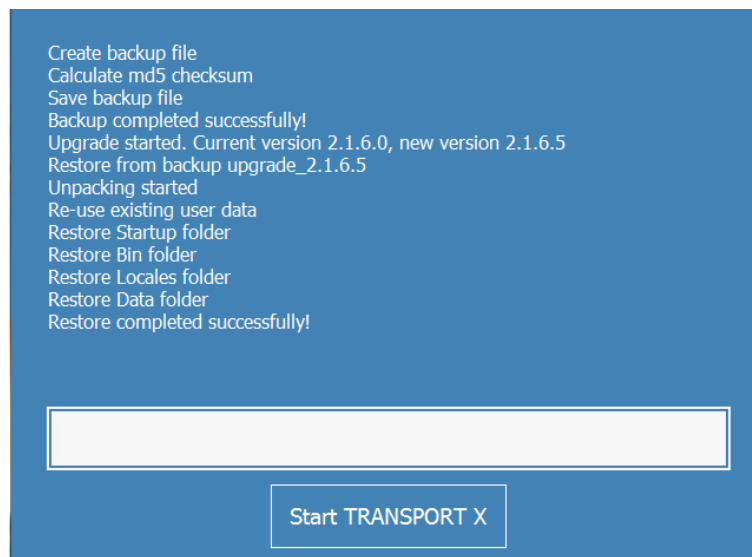 Create backup file
Calculate md5 checksum
Save backup file
Backup completed successfully!
Upgrade started. Current version 2.1.6.0, new version 2.1.6.5
Restore from backup upgrade_2.1.6.5
Unpacking started
Re-use existing user data
Restore Startup folder
Restore Bin folder
Restore Locales folder
Restore Data folder
Restore completed successfully!
Start TRANSPORT X